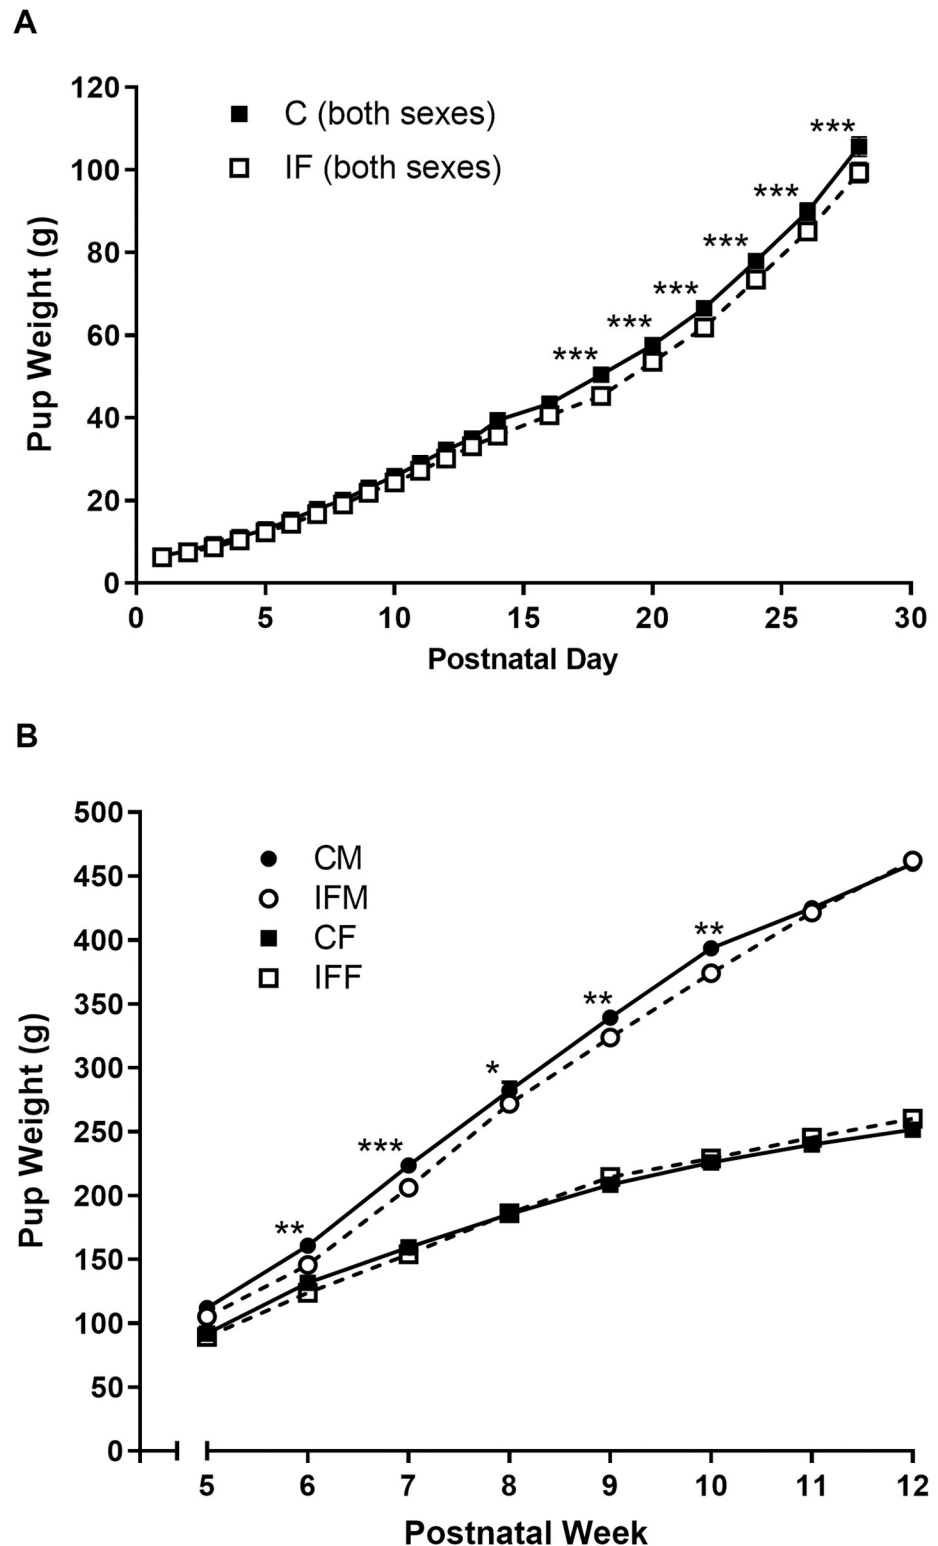 A
120
100
80
60
40
20
0
Pup Weight (g)
C (both sexes)
IF (both sexes)
***
***
***
***
***
***
0 5 10 15 20 25 30
Postnatal Day
B
500
450
400
350
300
250
200
150
100
50
0
Pup Weight (g)
CM
IFM
CF
IFF
**
***
*
**
**
5 6 7 8 9 10 11 12
Postnatal Week